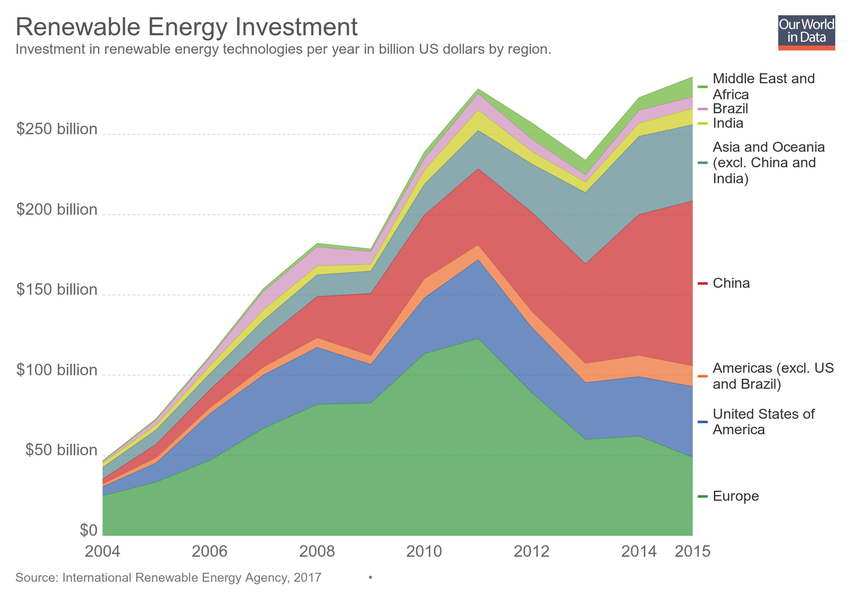 Renewable Energy Investment
Investment in renewable energy technologies per year in billion US dollars by region.
Our World
in Data
$250 billion
$200 billion
$150 billion
$100 billion
$50 billion
$0
2004
2006
2008
2010
2012
2014
2015
Middle East and
Africa
Brazil
India
Asia and Oceania
(excl. China and
India)
China
Americas (excl. US
and Brazil)
United States of
America
Europe
Source: International Renewable Energy Agency, 2017 •